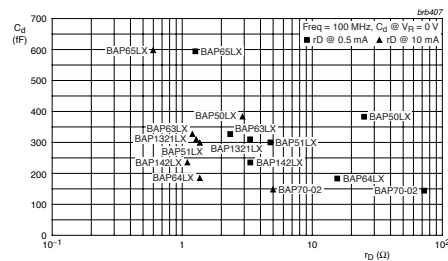 brb407
700
Cd
(fF)
Freq = 100 MHz, Cd @ VR = 0 V
■ rD @ 0.5 mA ▲ rD @ 10 mA
600
BAP65LX
BAP65LX
500
400
BAP50LX
BAP50LX
BAP63LX
BAP63LX
BAP1321LX
300
BAP51LX
BAP1321LX
BAP51LX
BAP142LX
BAP142LX
200
BAP64LX
BAP64LX
BAP70-02
BAP70-02
100
0
10−1
1
10
102
rD (Ω)